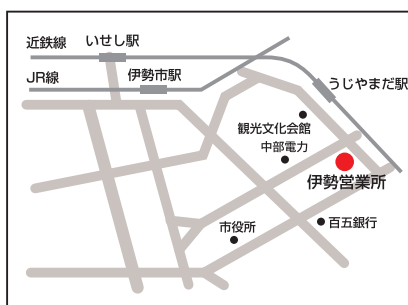 近鉄線
いせし駅
JR線
伊勢市駅
うじやまだ駅
観光文化会館
中部電力
伊勢営業所
市役所
百五銀行